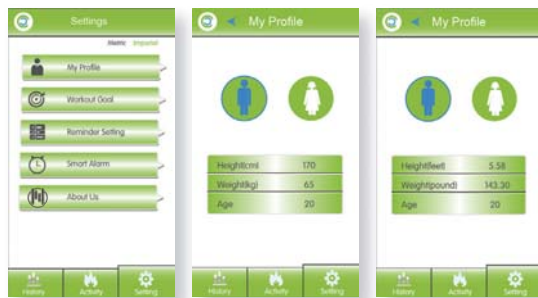 Settings
Metric Imperial
My Profile
Workout Goal
Reminder Setting
Smart Alarm
About Us
History Activity Setting
My Profile
Height(cm) 170
Weight(kg) 65
Age 20
History Activity Setting
My Profile
Height(feet) 5.58
Weight(pound) 143.30
Age 20
History Activity Setting